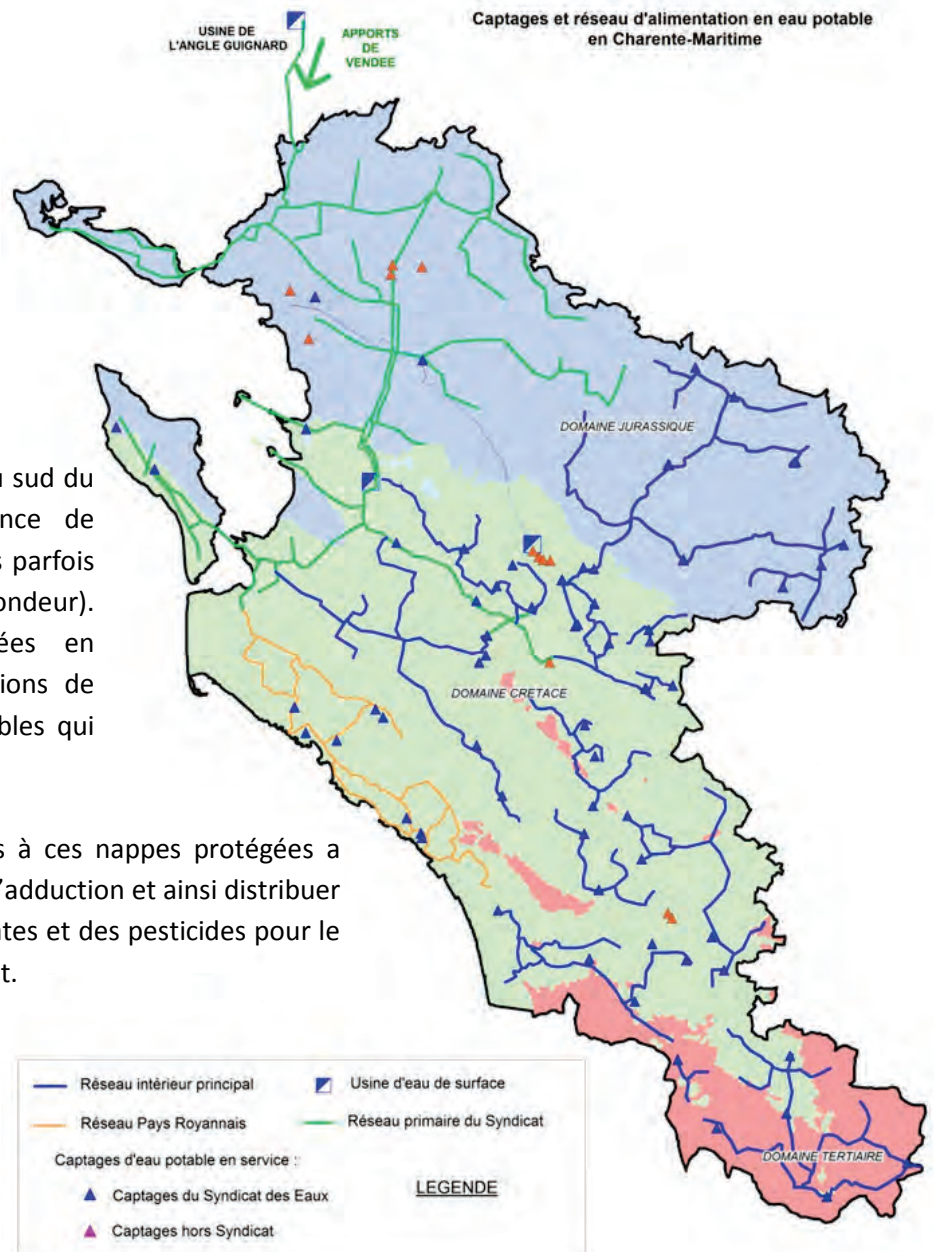 Captages et réseau d'alimentation en eau potable
en Charente-Maritime
USINE DE
L'ANGLE GUIGNARD
APPORTS
DE
VENDEE
DOMAINE JURASSIQUE
u sud du
nce de
s parfois
ondeur).
ées en
ions de
bles qui
DOMAINE CRETACE
s à ces nappes protégées a
l'adduction et ainsi distribuer
ates et des pesticides pour le
t.
DOMAINE TERTIAIRE
Réseau intérieur principal
Usine d'eau de surface
Réseau Pays Royannais
Réseau primaire du Syndicat
Captages d'eau potable en service :
Captages du Syndicat des Eaux
LEGENDE
Captages hors Syndicat